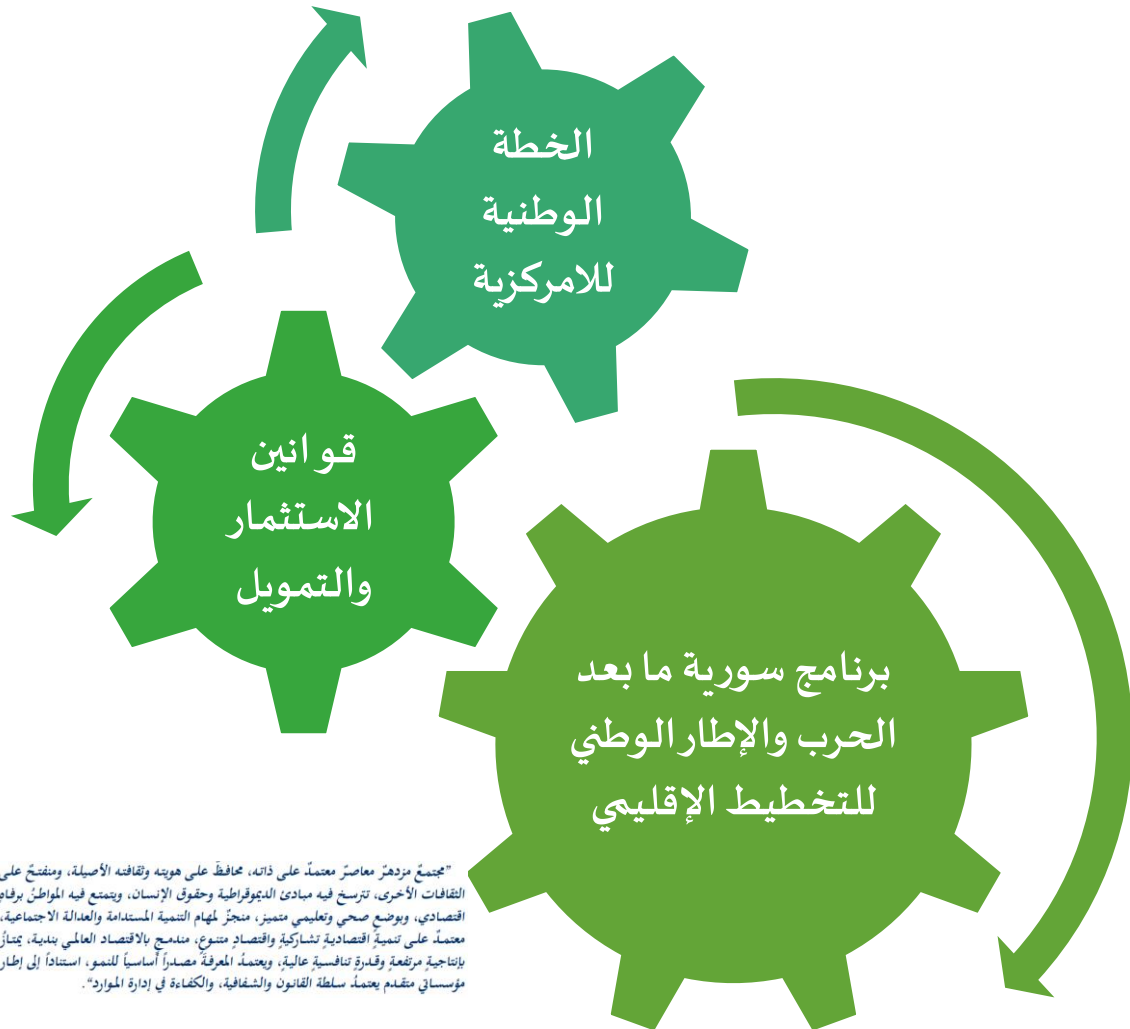 الخطة
الوطنية
للامركزية
قوانين
الاستثمار
والتمويل
برنامج سورية ما بعد
الحرب والإطار الوطني
للتخطيط الإقليمي
"مجتمعٌ مزدهرٌ معاصرٌ معتمدٌ على ذاته، محافظٌ على هويته وثقافته الأصيلة، ومنفتحٌ على
الثقافات الأخرى، تترسخ فيه مبادئ الديموقراطية وحقوق الإنسان، ويتمتع فيه المواطنُ برفاهٍ
اقتصادي، وبوضعٍ صحي وتعليمي متميز، منجزٌ لمهام التنمية المستدامة والعدالة الاجتماعية،
معتمدٌ على تنميةٍ اقتصاديةٍ تشاركيةٍ واقتصادٍ متنوعٍ، مندمجٍ بالاقتصاد العالمي بندية، يمتازُ
بإنتاجيةٍ مرتفعةٍ وقدرةٍ تنافسيةٍ عاليةٍ، ويعتمدُ المعرفةَ مصدراً أساسياً للنمو، استناداً إلى إطار
مؤسساتي متقدم يعتمدُ سلطة القانون والشفافية، والكفاءة في إدارة الموارد".